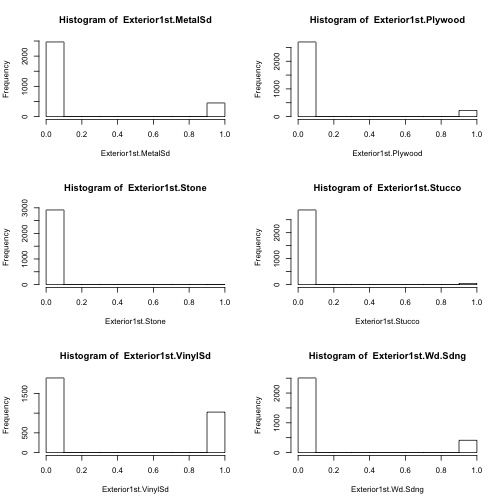 Histogram of  Exterior1st.MetalSd
Frequency
0
1000
2000
0.0 0.2 0.4 0.6 0.8 1.0
Exterior1st.MetalSd
Histogram of  Exterior1st.Plywood
Frequency
0
1000
2000
0.0 0.2 0.4 0.6 0.8 1.0
Exterior1st.Plywood
Histogram of  Exterior1st.Stone
Frequency
0
1000
2000
3000
0.0 0.2 0.4 0.6 0.8 1.0
Exterior1st.Stone
Histogram of  Exterior1st.Stucco
Frequency
0
1000
2000
0.0 0.2 0.4 0.6 0.8 1.0
Exterior1st.Stucco
Histogram of  Exterior1st.VinylSd
Frequency
0
500
1500
0.0 0.2 0.4 0.6 0.8 1.0
Exterior1st.VinylSd
Histogram of  Exterior1st.Wd.Sdng
Frequency
0
1000
2000
0.0 0.2 0.4 0.6 0.8 1.0
Exterior1st.Wd.Sdng